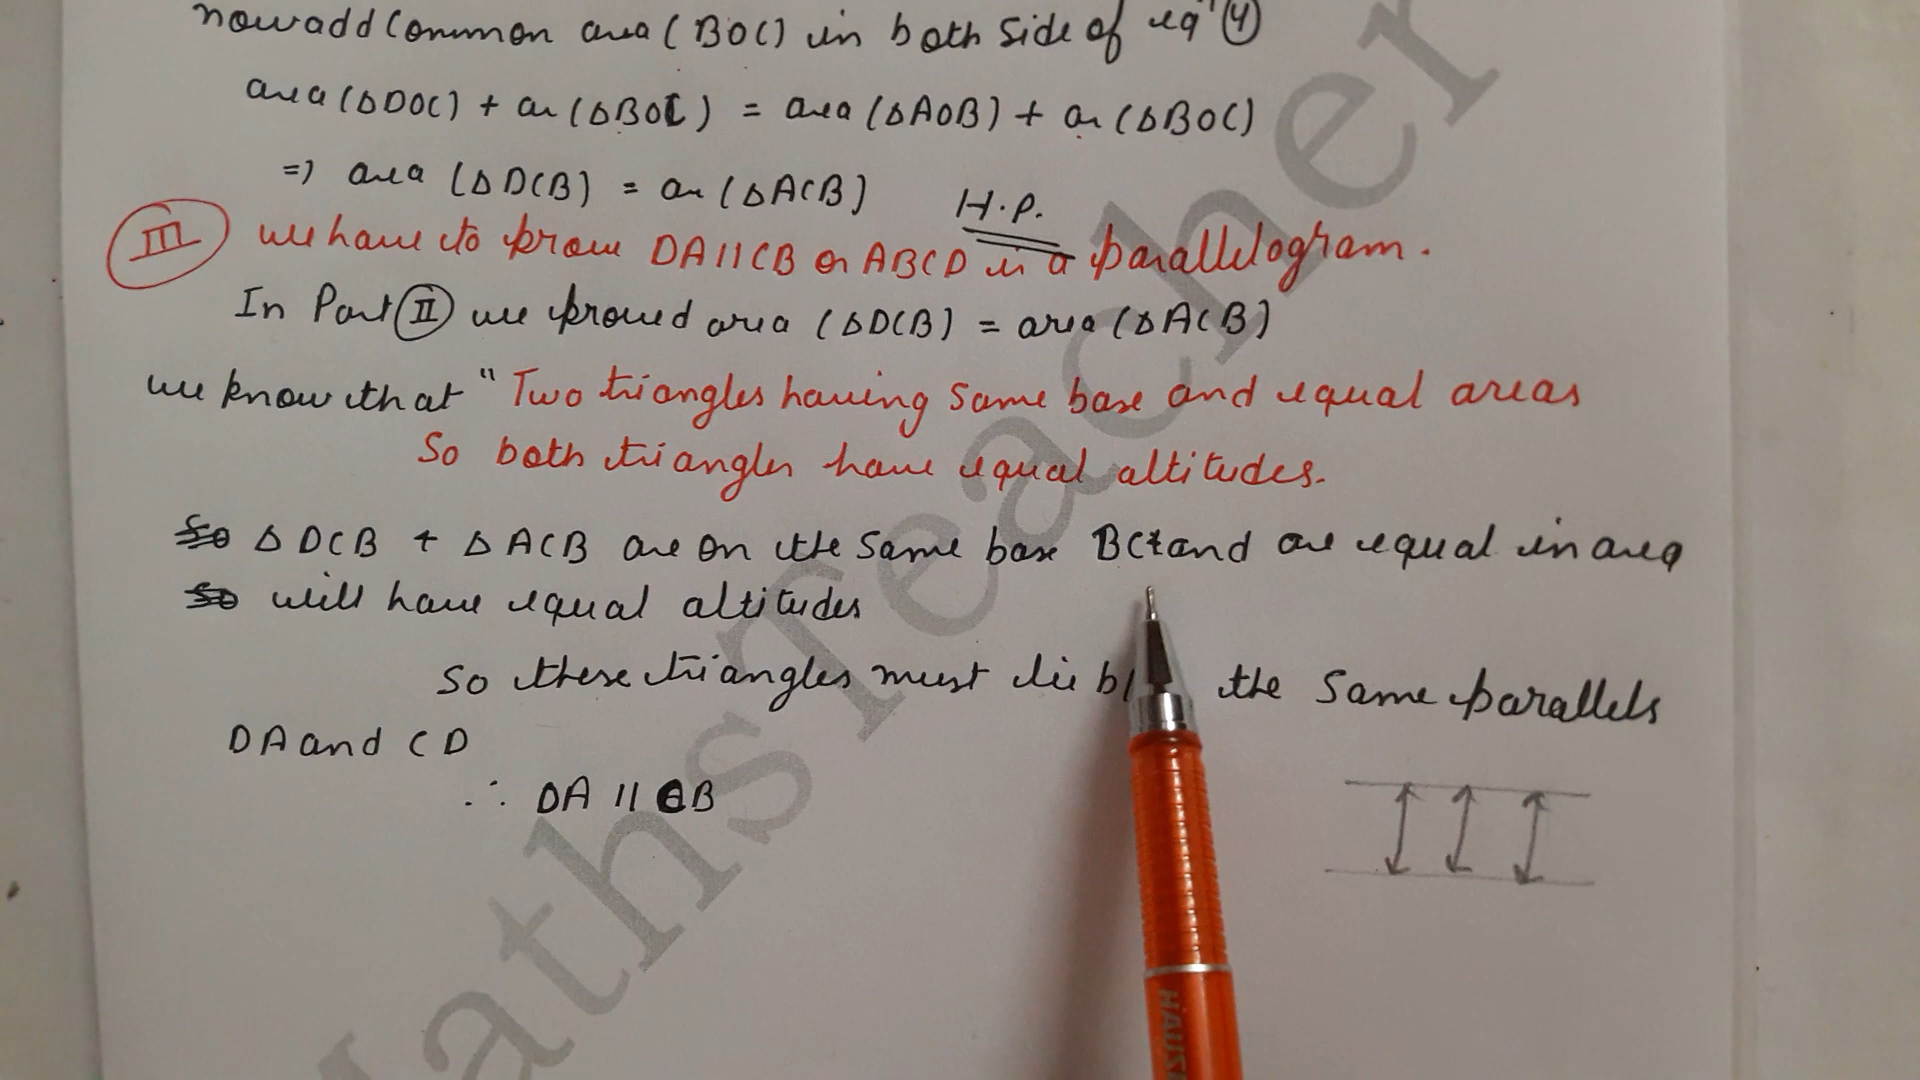 now add Common area (BOC) in both Side of eqⁿ (4)
area (ΔDOC) + ar (ΔBOC) = area (ΔAOB) + ar (ΔBOC)
=) area (ΔDCB) = ar (ΔACB) H.P.
III we have to prove DA || CB or ABCD is a parallelogram.
In Part II we proved area (ΔDCB) = area (ΔACB)
we know that "Two triangles having Same base and equal areas
So both triangles have equal altitudes.
So ΔDCB + ΔACB are on the Same base BC and are equal in area
So will have equal altitudes
So these triangles must lie the Same parallels
DA and CD
∴ DA || CB
Maths Teacher
HAUSER